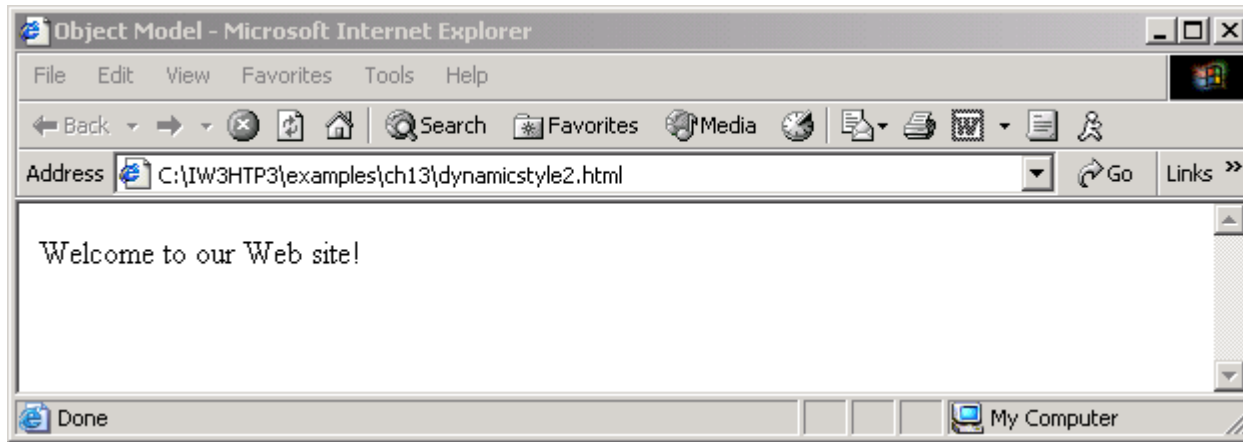 Object Model - Microsoft Internet Explorer
File Edit View Favorites Tools Help
Back Search Favorites Media W
Address C:\IW3HTP3\examples\ch13\dynamicstyle2.html Go Links »
Welcome to our Web site!
Done My Computer